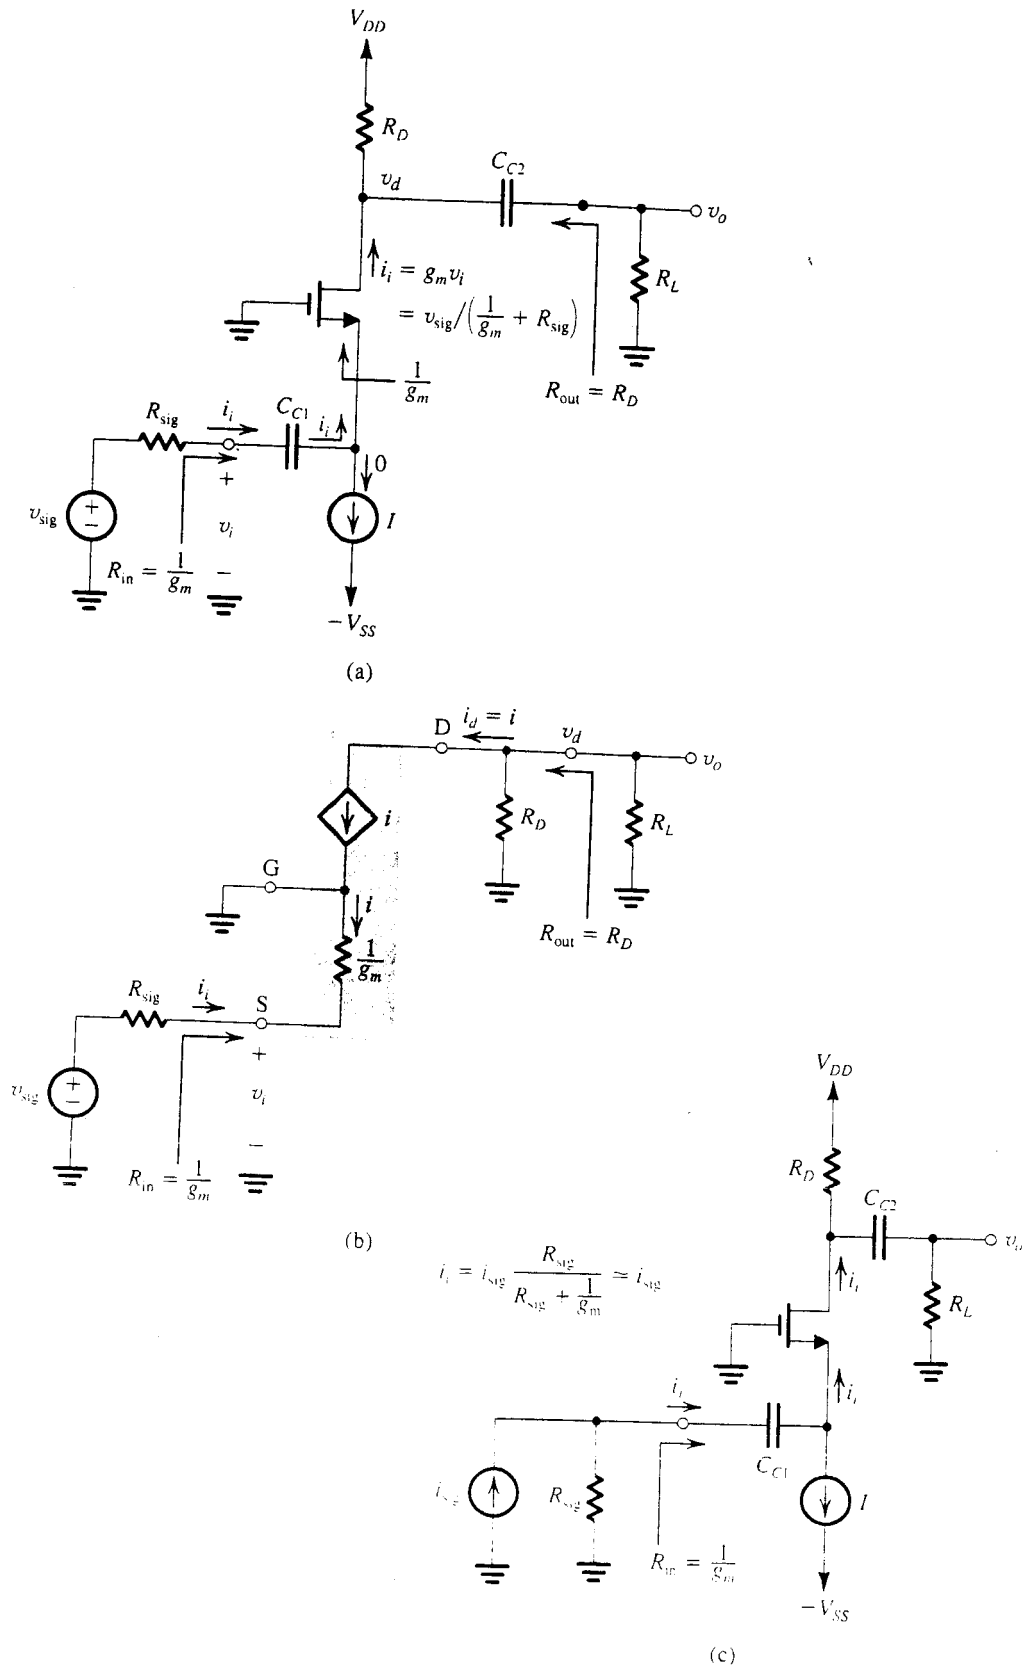 V_DD
R_D
C_C2
v_d
v_o
i_i = g_m v_i
= v_sig/(1/g_m + R_sig)
R_L
1/g_m
R_out = R_D
R_sig
i_i
C_C1
i_i
0
+
v_sig
+
−
v_i
I
R_in = 1/g_m
−
−V_SS
(a)
i_d = i
D
v_d
v_o
i
R_D
R_L
G
i
R_out = R_D
1/g_m
R_sig
i_i
S
+
v_sig
+
−
v_i
−
R_in = 1/g_m
(b)
V_DD
R_D
C_C2
v_o
i_i = i_sig R_sig/(R_sig + 1/g_m) ≃ i_sig
i_i
R_L
i_i
i_i
C_C1
i_sig
R_sig
I
R_in = 1/g_m
−V_SS
(c)